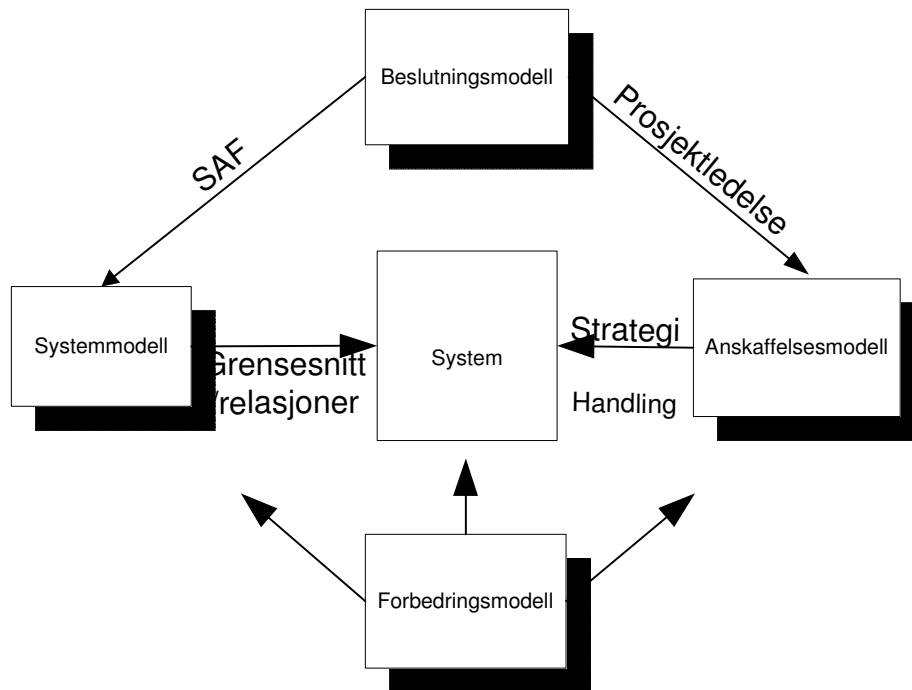 Beslutningsmodell
SAF
Prosjektledelse
Systemmodell
Grensesnitt
/relasjoner
System
Strategi
Handling
Anskaffelsesmodell
Forbedringsmodell